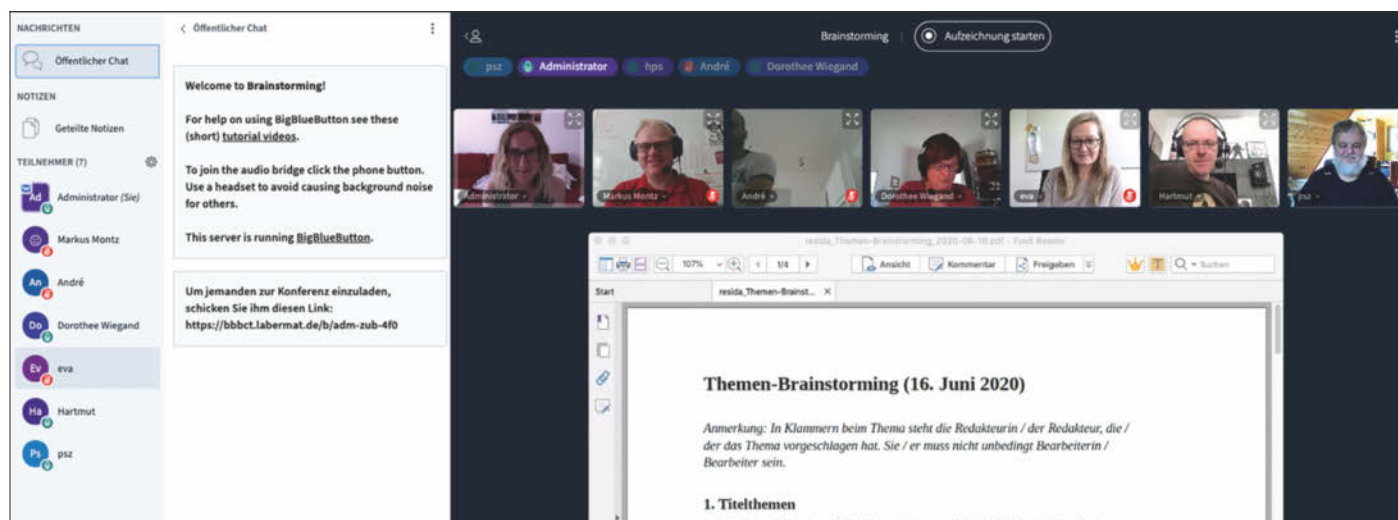 NACHRICHTEN
Öffentlicher Chat
NOTIZEN
Geteilte Notizen
TEILNEHMER (7)
Ad Administrator (Sie)
Markus Montz
An André
Do Dorothee Wiegand
Ev eva
Ha Hartmut
Ps psz
Öffentlicher Chat
Welcome to Brainstorming!
For help on using BigBlueButton see these
(short) tutorial videos.
To join the audio bridge click the phone button.
Use a headset to avoid causing background noise
for others.
This server is running BigBlueButton.
Um jemanden zur Konferenz einzuladen,
schicken Sie ihm diesen Link:
https://bbbct.labermat.de/b/adm-zub-4f0
Brainstorming Aufzeichnung starten
psz Administrator hps André Dorothee Wiegand
Administrator Markus Montz André Dorothee Wiegand eva Hartmut psz
resida_Themen-Brainstorming_2020-06-16.pdf - Foxit Reader
107% 1/4 Ansicht Kommentar Freigeben T Suchen
Start resida_Themen-Brainst...
Themen-Brainstorming (16. Juni 2020)
Anmerkung: In Klammern beim Thema steht die Redakteurin / der Redakteur, die /
der das Thema vorgeschlagen hat. Sie / er muss nicht unbedingt Bearbeiterin /
Bearbeiter sein.
1. Titelthemen